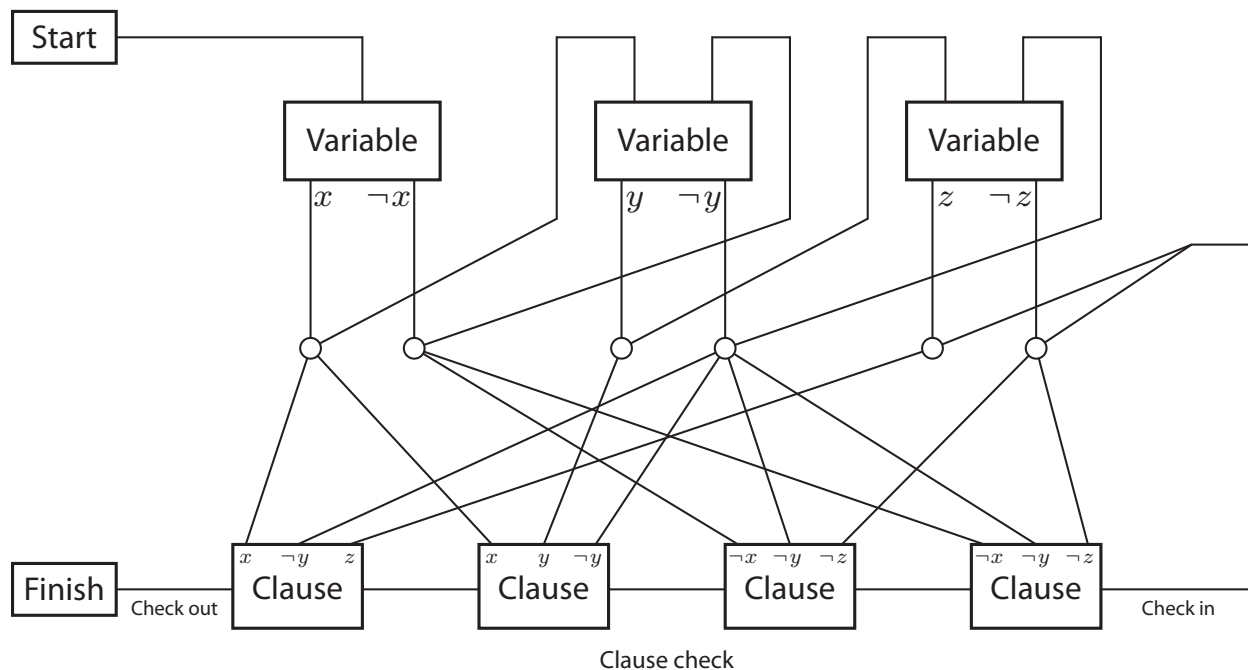 Start
Variable Variable Variable
x ¬x y ¬y z ¬z
x ¬y z x y ¬y ¬x ¬y ¬z ¬x ¬y ¬z
Finish Check out Clause Clause Clause Clause Check in
Clause check